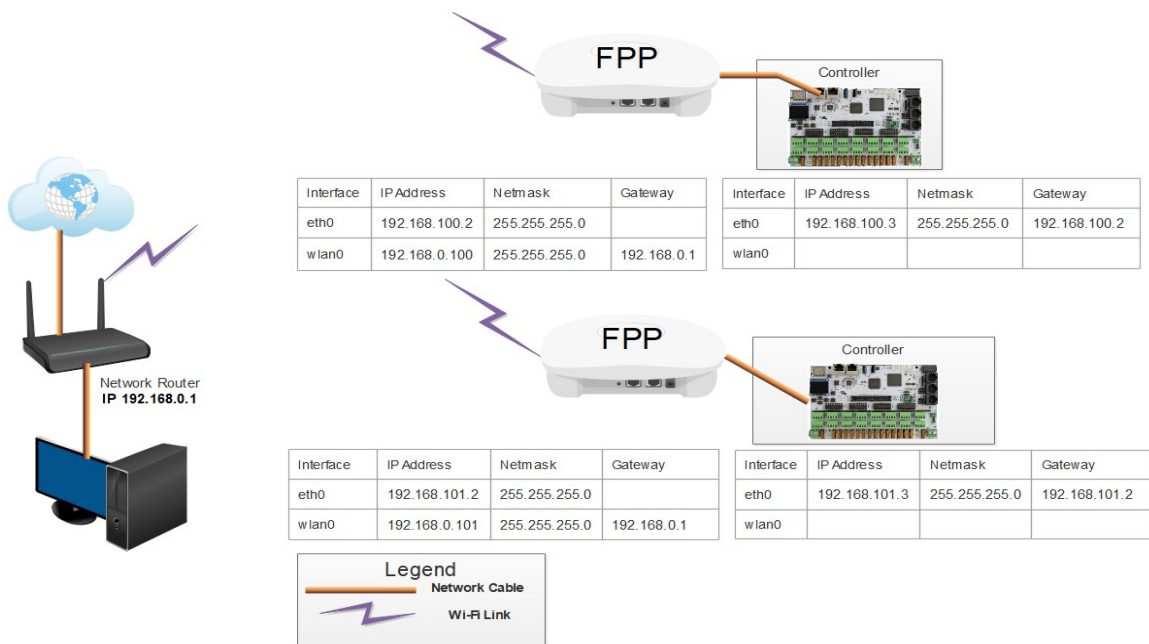 FPP
Controller
Interface IP Address Netmask Gateway
eth0 192.168.100.2 255.255.255.0
wlan0 192.168.0.100 255.255.255.0 192.168.0.1
Interface IP Address Netmask Gateway
eth0 192.168.100.3 255.255.255.0 192.168.100.2
wlan0
Network Router
IP 192.168.0.1
FPP
Controller
Interface IP Address Netmask Gateway
eth0 192.168.101.2 255.255.255.0
wlan0 192.168.0.101 255.255.255.0 192.168.0.1
Interface IP Address Netmask Gateway
eth0 192.168.101.3 255.255.255.0 192.168.101.2
wlan0
Legend
Network Cable
Wi-Fi Link